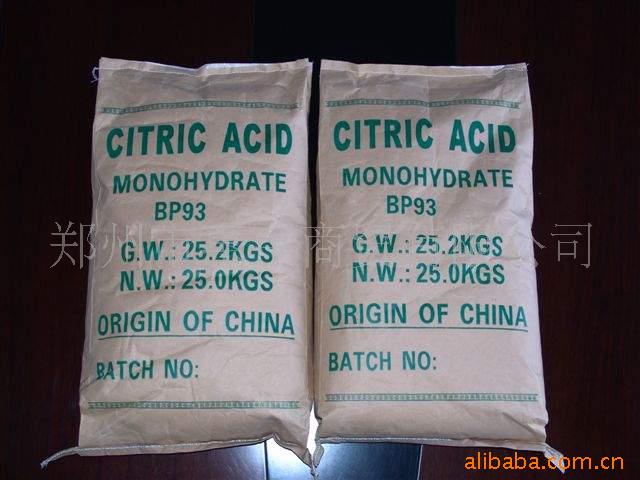 CITRIC ACID
MONOHYDRATE
BP93
G.W.: 25.2KGS
N.W.: 25.0KGS
ORIGIN OF CHINA
BATCH NO:
CITRIC ACID
MONOHYDRATE
BP93
G.W.: 25.2KGS
N.W.: 25.0KGS
ORIGIN OF CHINA
BATCH NO:
郑州 商 公司
alibaba.com.cn